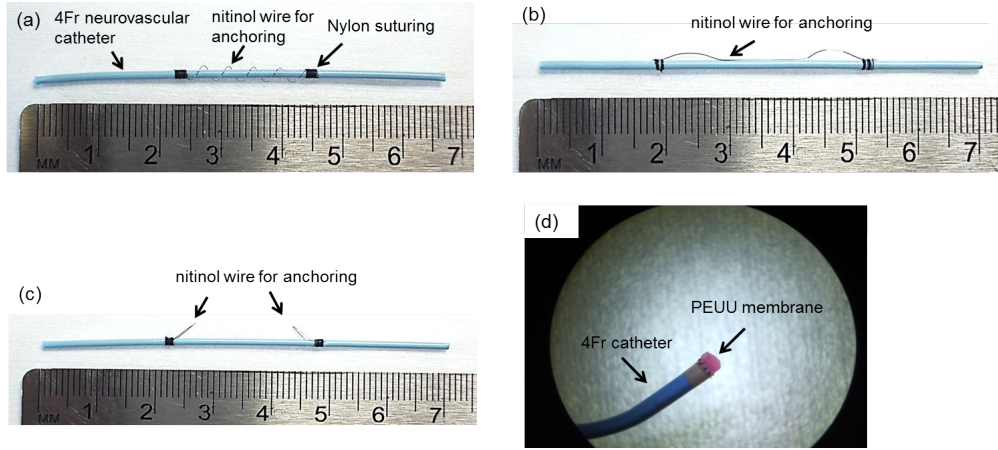 (a)
4Fr neurovascular
catheter
nitinol wire for
anchoring
Nylon suturing
MM 1 2 3 4 5 6 7
(b)
nitinol wire for anchoring
MM 1 2 3 4 5 6 7
(c)
nitinol wire for anchoring
MM 1 2 3 4 5 6 7
(d)
PEUU membrane
4Fr catheter